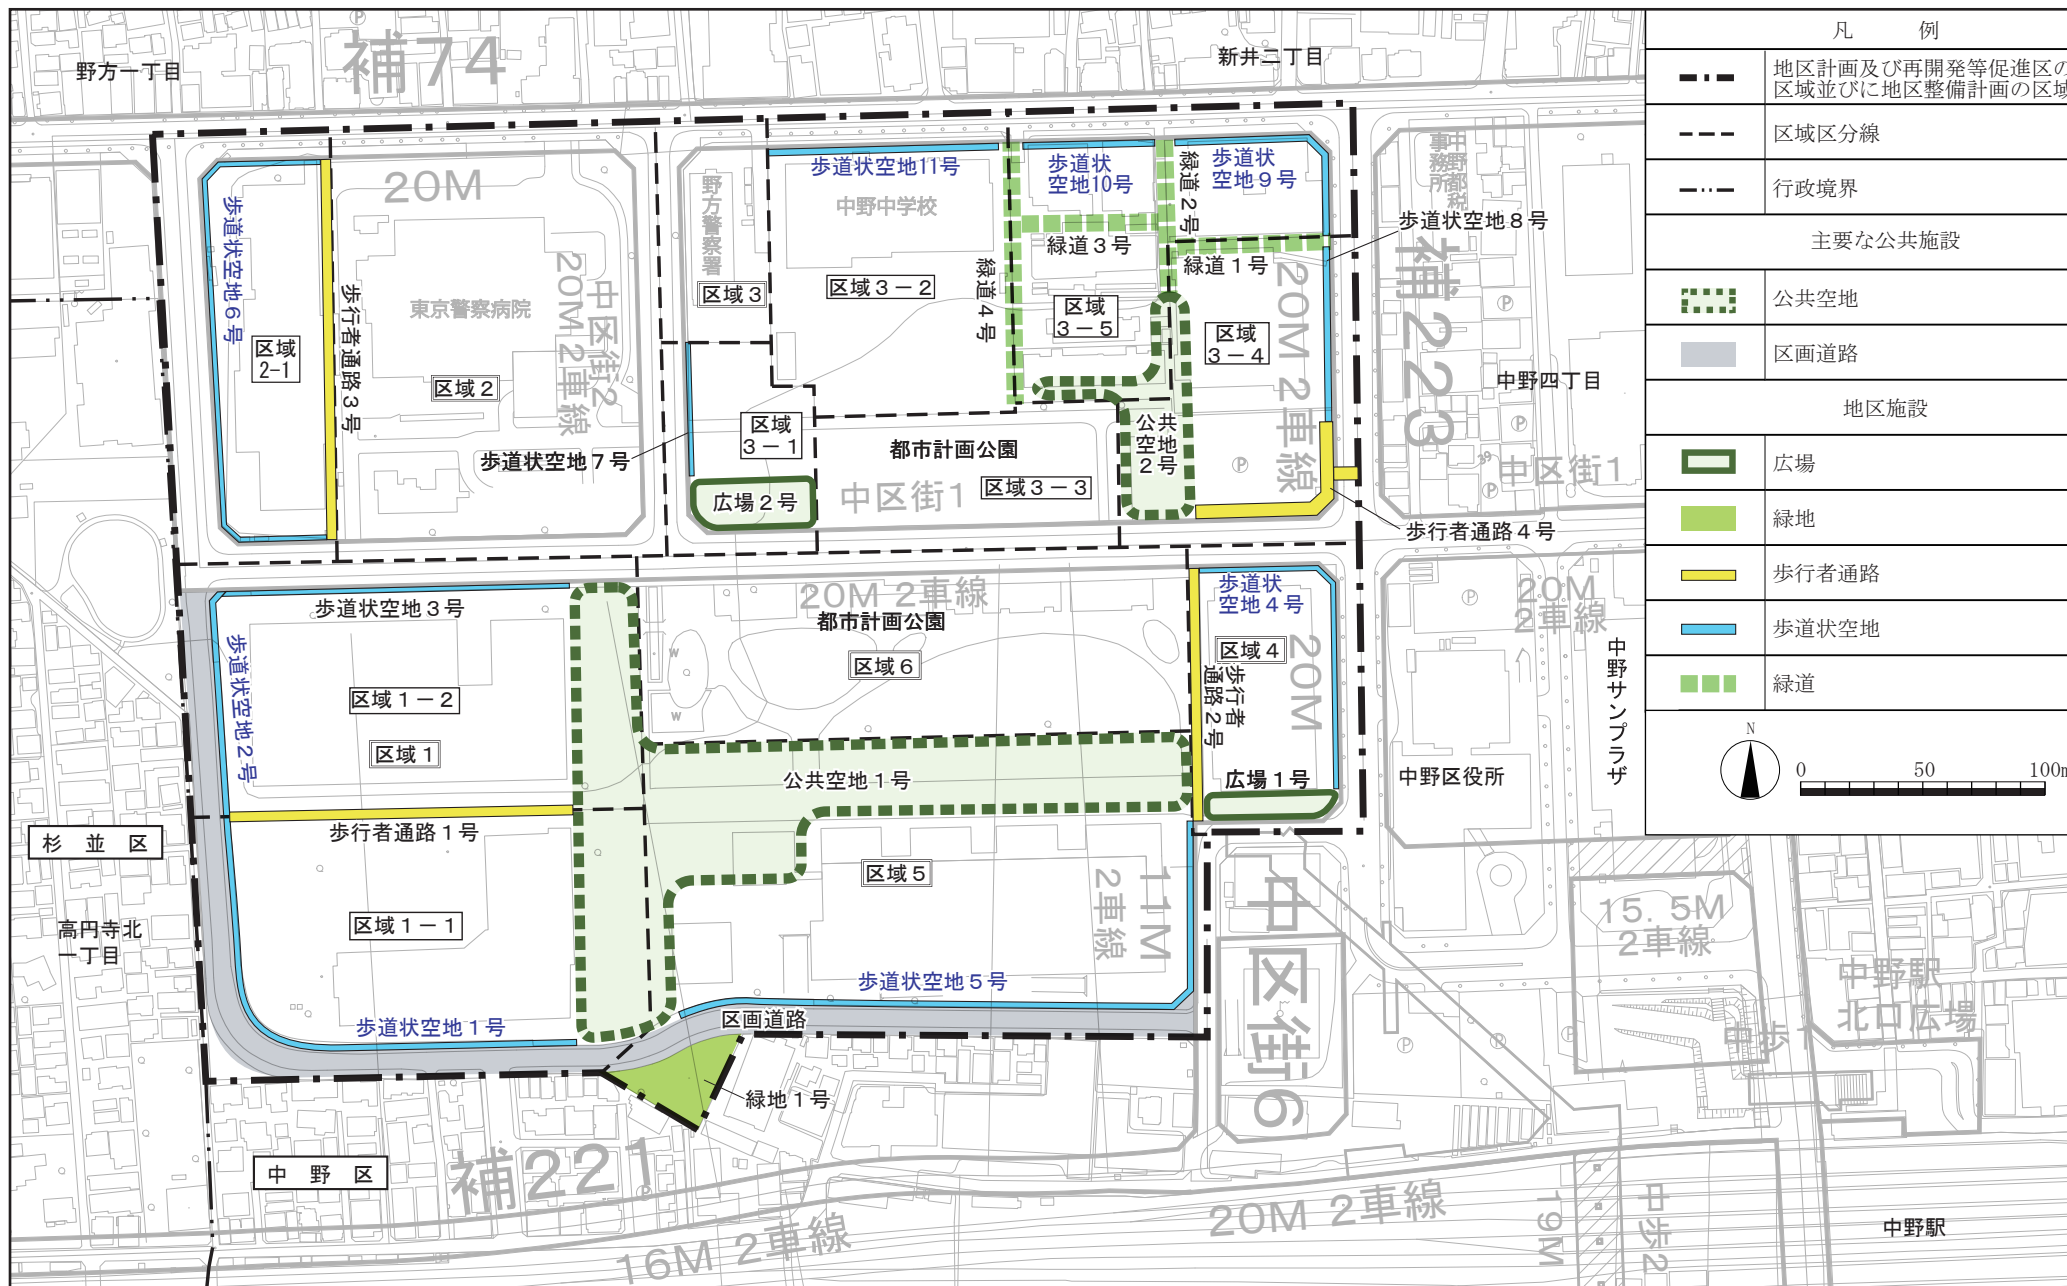 野方一丁目
補74
新井二丁目
凡　例
地区計画及び再開発等促進区の
区域並びに地区整備計画の区域
区域区分線
行政境界
主要な公共施設
公共空地
区画道路
地区施設
広場
緑地
歩行者通路
歩道状空地
緑道
N
0
50
100m
20M
歩道状空地6号
歩行者通路3号
区域
2-1
東京警察病院
区域2
20M 2車線
中区街2
野方警察署
歩道状空地11号
中野中学校
区域3
区域3-2
緑道4号
歩道状
空地10号
緑道2号
歩道状
空地9号
緑道3号
緑道1号
区域
3-5
区域
3-4
20M 2車線
中野都税
事務所
歩道状空地8号
補223
中野四丁目
中区街1
39
歩道状空地7号
区域
3-1
都市計画公園
広場2号
中区街1
区域3-3
公共
空地
2号
歩行者通路4号
歩道状空地3号
歩道状空地2号
区域1-2
区域1
20M 2車線
都市計画公園
区域6
W
W
歩道状
空地4号
区域4
歩行者
通路2号
20M
広場1号
20M
2車線
中野サンプラザ
中野区役所
公共空地1号
歩行者通路1号
杉並区
高円寺北
一丁目
区域1-1
区域5
11M
2車線
歩道状空地5号
歩道状空地1号
区画道路
緑地1号
中区街6
15.5M
2車線
中野駅
北口広場
中歩1
中野区
補221
16M 2車線
20M 2車線
19M
中歩2
中野駅
P
P
P
P
P
P
P
P
P
P
P